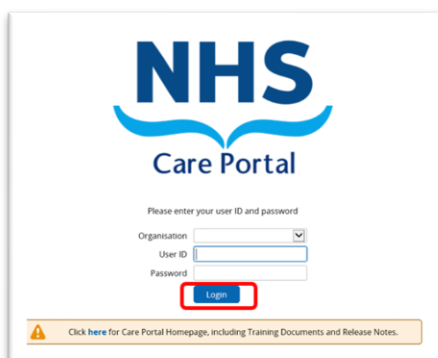 NHS
Care Portal
Please enter your user ID and password
Organisation
User ID
Password
Login
Click here for Care Portal Homepage, including Training Documents and Release Notes.